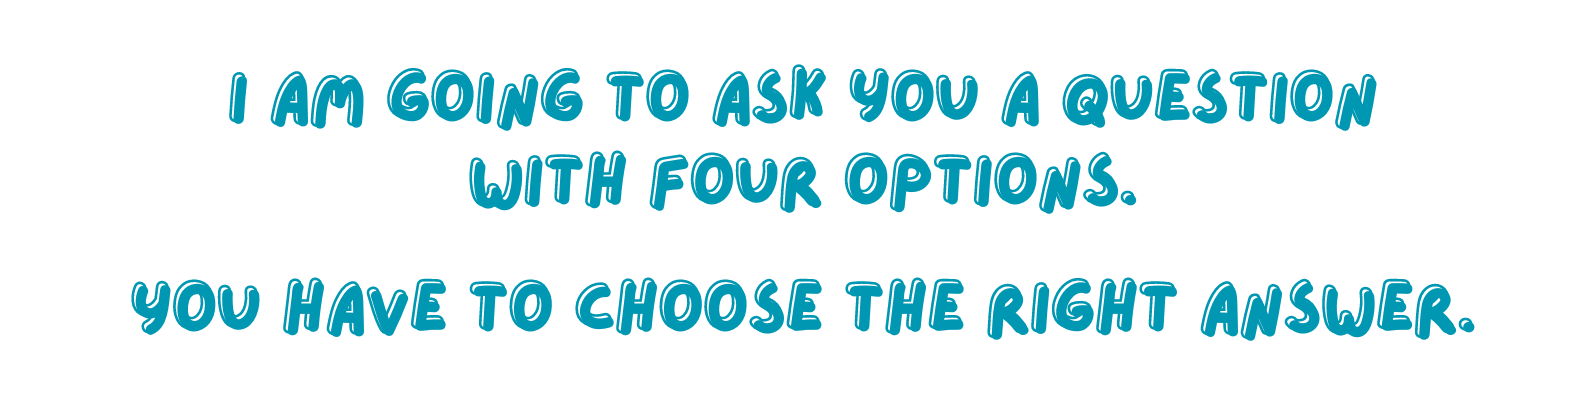 I AM GOING TO ASK YOU A QUESTION
WITH FOUR OPTIONS.
YOU HAVE TO CHOOSE THE RIGHT ANSWER.